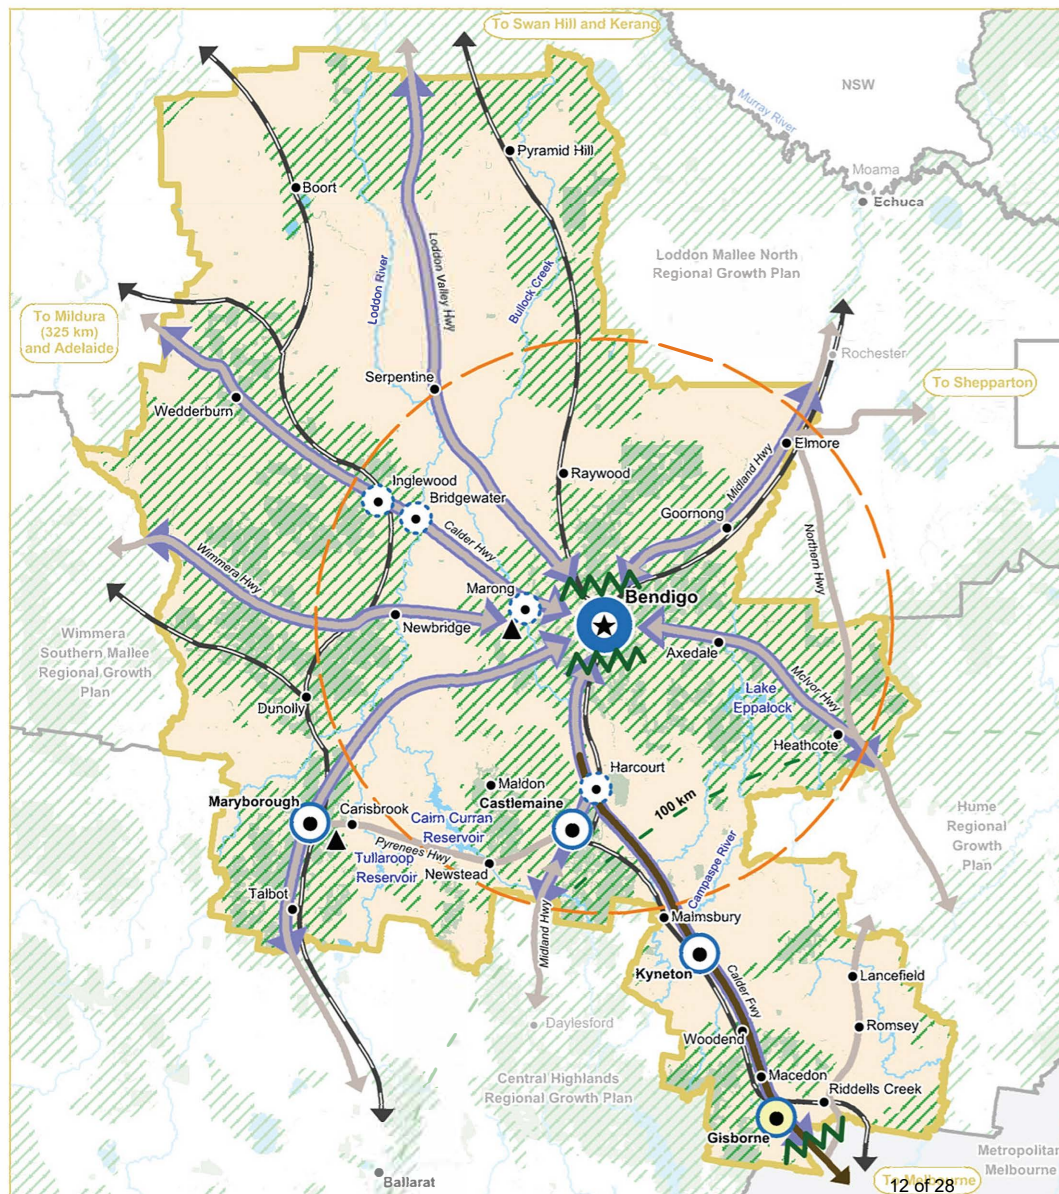 To Swan Hill and Kerang
NSW
Murray River
Pyramid Hill
Moama
Echuca
Boort
Loddon Valley Hwy
Loddon Mallee North
Regional Growth Plan
Loddon River
Bullock Creek
To Mildura
(325 km)
and Adelaide
Rochester
Serpentine
To Shepparton
Wedderburn
Elmore
Midland Hwy
Inglewood
Raywood
Bridgewater
Goornong
Calder Hwy
Northern Hwy
Wimmera Hwy
Marong
Bendigo
Newbridge
Wimmera
Southern Mallee
Regional Growth
Plan
Axedale
McIvor Hwy
Lake
Eppalock
Dunolly
Heathcote
Harcourt
Maldon
Maryborough
Castlemaine
100 km
Carisbrook
Cairn Curran
Reservoir
Hume
Regional
Growth
Plan
Pyrenees Hwy
Tullaroop
Reservoir
Newstead
Campaspe River
Talbot
Malmsbury
Midland Hwy
Kyneton
Lancefield
Calder Fwy
Daylesford
Romsey
Woodend
Central Highlands
Regional Growth Plan
Macedon
Riddells Creek
Gisborne
Metropolitan
Melbourne
Ballarat
To Melbourne
12 of 28